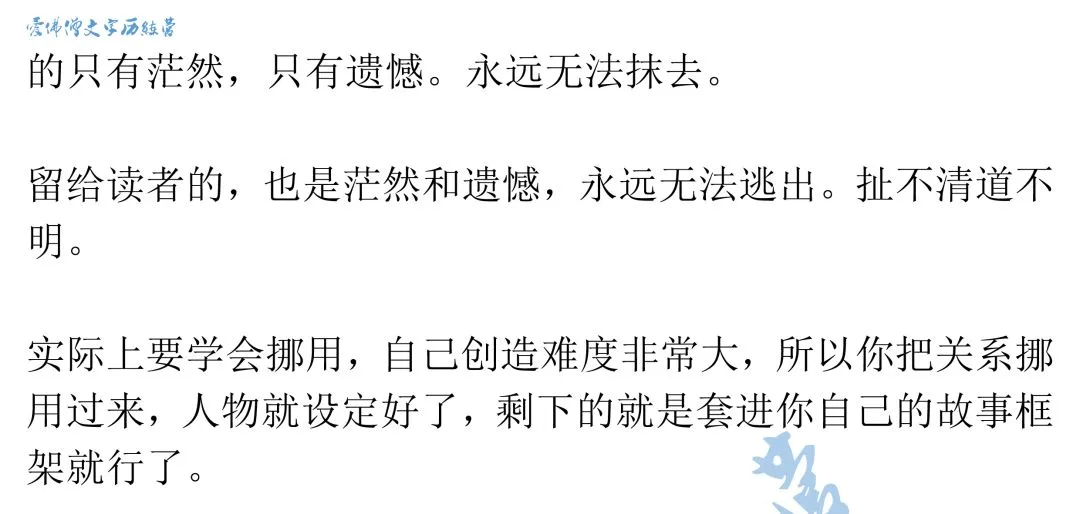 爱佛僧文字历练营
的只有茫然，只有遗憾。永远无法抹去。
留给读者的，也是茫然和遗憾，永远无法逃出。扯不清道不
明。
实际上要学会挪用，自己创造难度非常大，所以你把关系挪
用过来，人物就设定好了，剩下的就是套进你自己的故事框
架就行了。